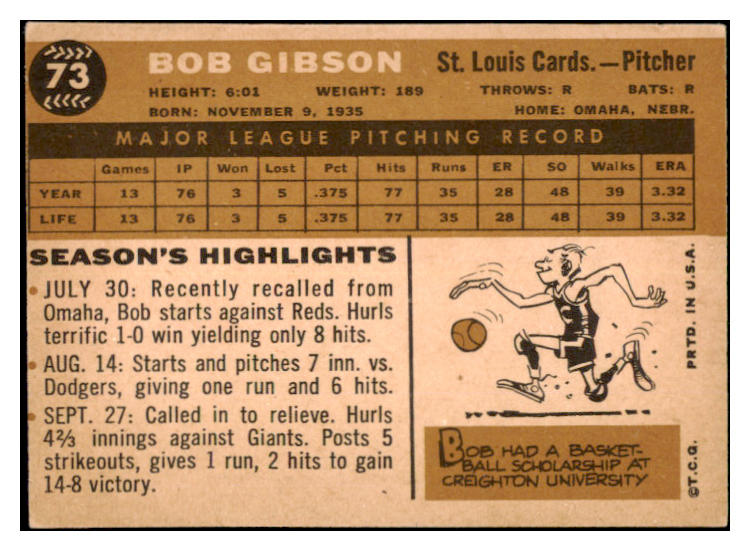 73
BOB GIBSON St. Louis Cards.—Pitcher
HEIGHT: 6:01 WEIGHT: 189 THROWS: R BATS: R
BORN: NOVEMBER 9, 1935 HOME: OMAHA, NEBR.
MAJOR LEAGUE PITCHING RECORD
Games IP Won Lost Pct Hits Runs ER SO Walks ERA
YEAR 13 76 3 5 .375 77 35 28 48 39 3.32
LIFE 13 76 3 5 .375 77 35 28 48 39 3.32
SEASON'S HIGHLIGHTS
• JULY 30: Recently recalled from
Omaha, Bob starts against Reds. Hurls
terrific 1-0 win yielding only 8 hits.
• AUG. 14: Starts and pitches 7 inn. vs.
Dodgers, giving one run and 6 hits.
• SEPT. 27: Called in to relieve. Hurls
4⅔ innings against Giants. Posts 5
strikeouts, gives 1 run, 2 hits to gain
14-8 victory.
BOB HAD A BASKET-
BALL SCHOLARSHIP AT
CREIGHTON UNIVERSITY
©T.C.G. PRTD. IN U.S.A.